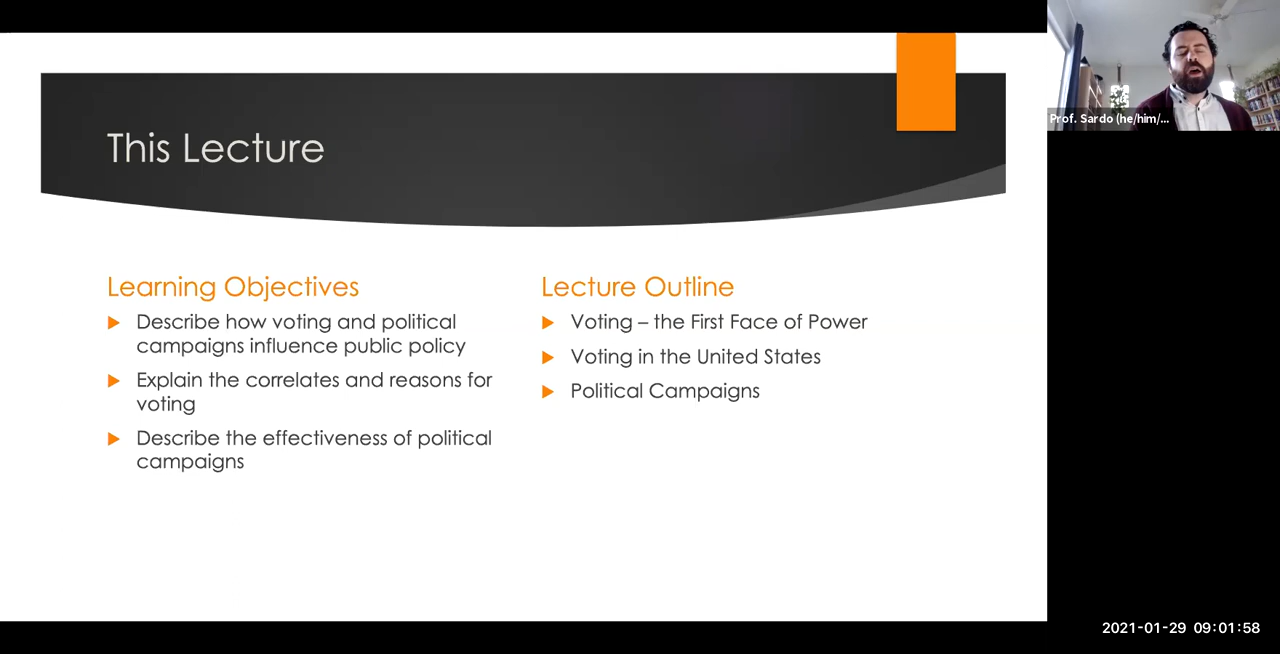 This Lecture
Learning Objectives
Describe how voting and political
campaigns influence public policy
Explain the correlates and reasons for
voting
Describe the effectiveness of political
campaigns
Lecture Outline
Voting – the First Face of Power
Voting in the United States
Political Campaigns
Prof. Sardo (he/him/...
2021-01-29 09:01:58